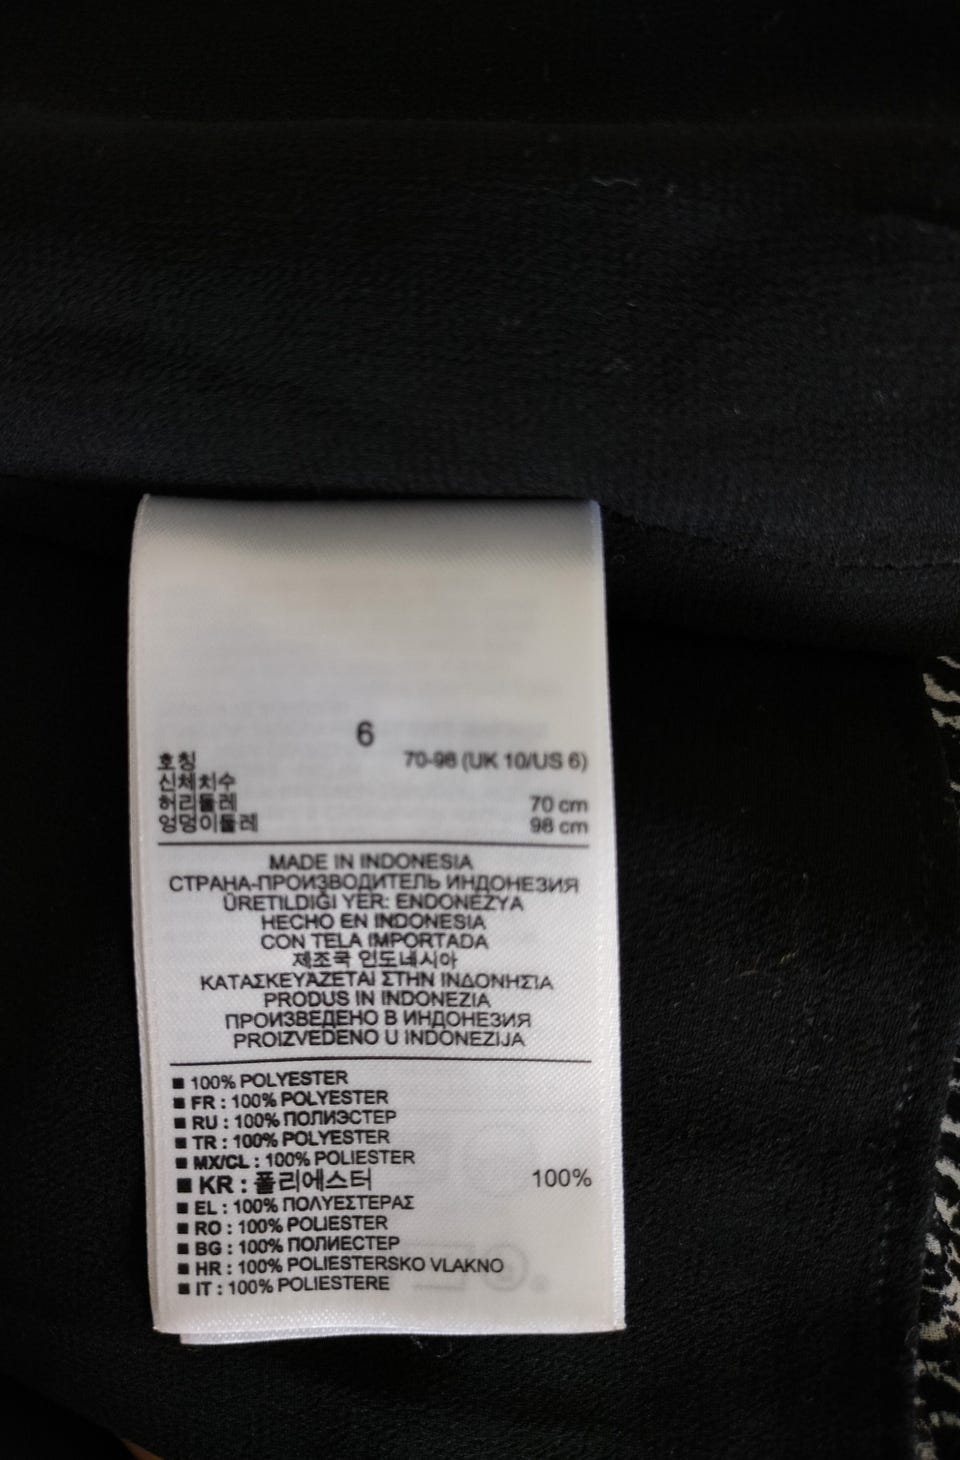 6
호칭 70-98 (UK 10/US 6)
신체치수
허리둘레 70 cm
엉덩이둘레 98 cm
MADE IN INDONESIA
СТРАНА-ПРОИЗВОДИТЕЛЬ ИНДОНЕЗИЯ
ÜRETILDIĞI YER: ENDONEZYA
HECHO EN INDONESIA
CON TELA IMPORTADA
제조국 인도네시아
ΚΑΤΑΣΚΕΥΆΖΕΤΑΙ ΣΤΗΝ ΙΝΔΟΝΗΣΊΑ
PRODUS IN INDONEZIA
ПРОИЗВЕДЕНО В ИНДОНЕЗИЯ
PROIZVEDENO U INDONEZIJA
■ 100% POLYESTER
■ FR : 100% POLYESTER
■ RU : 100% ПОЛИЭСТЕР
■ TR : 100% POLYESTER
■ MX/CL : 100% POLIESTER
■ KR : 폴리에스터 100%
■ EL : 100% ΠΟΛΥΕΣΤΕΡΑΣ
■ RO : 100% POLIESTER
■ BG : 100% ПОЛИЕСТЕР
■ HR : 100% POLIESTERSKO VLAKNO
■ IT : 100% POLIESTERE